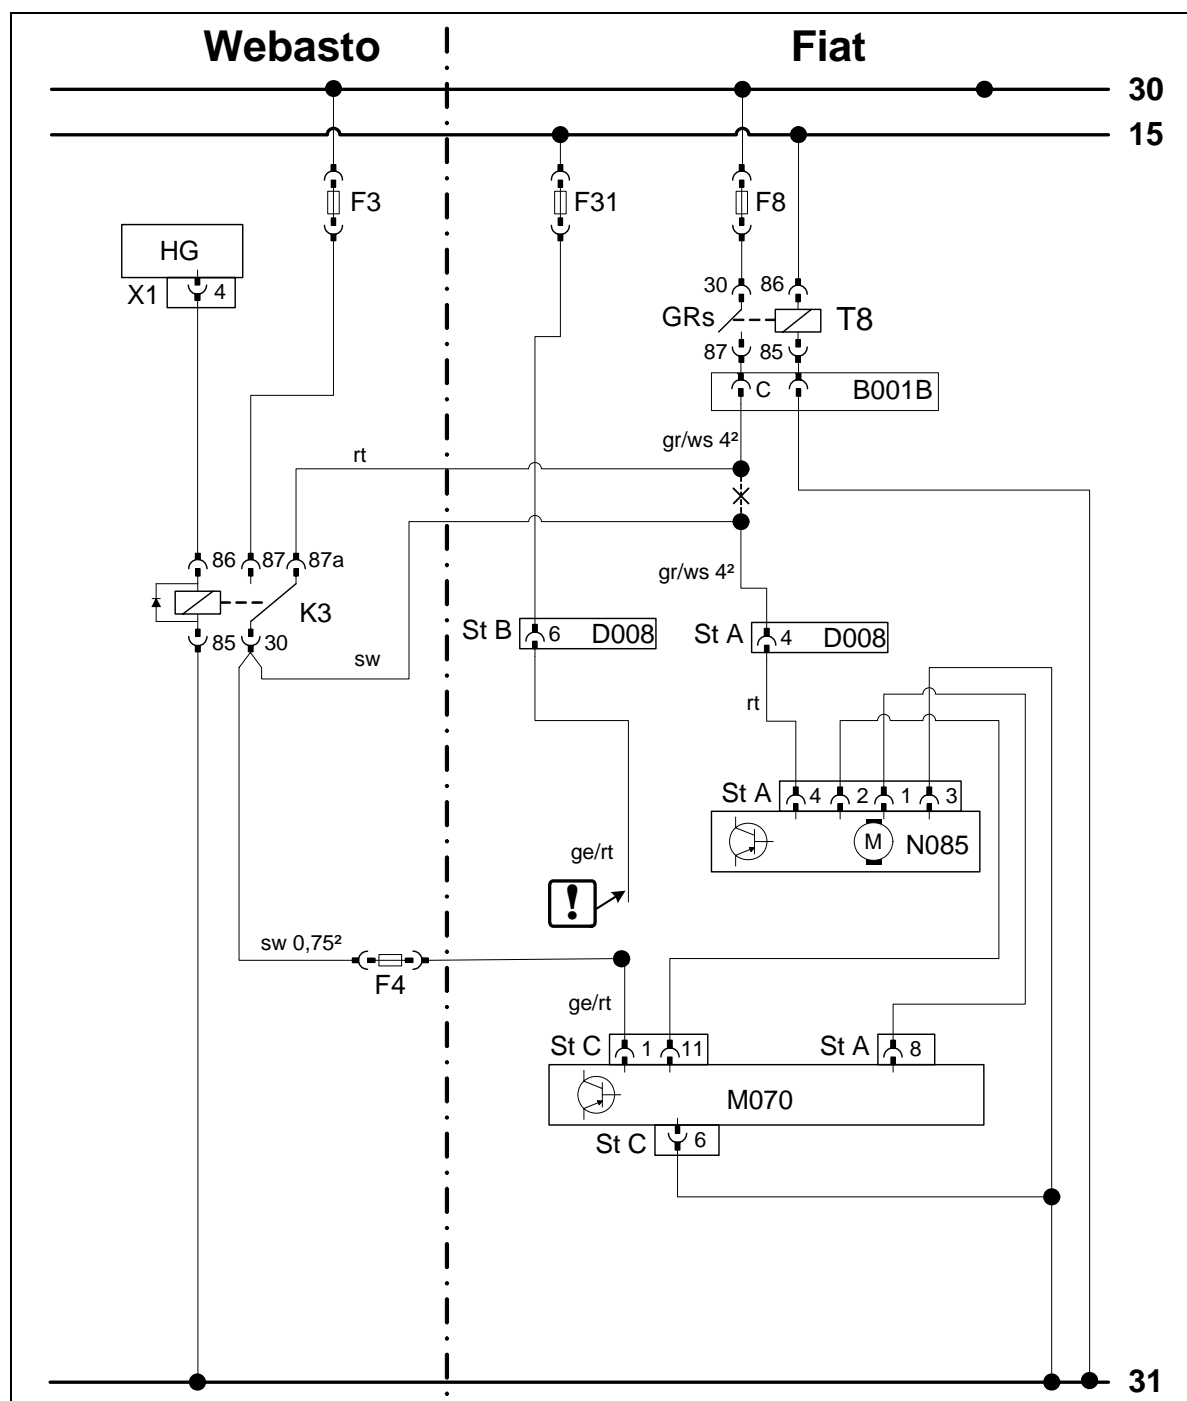 Webasto
Fiat
30
15
F3
F31
F8
HG
X1
4
30
86
GRs
T8
87
85
C
B001B
gr/ws 4²
rt
86
87
87a
gr/ws 4²
K3
85
30
sw
St B
6
D008
St A
4
D008
rt
St A
4
2
1
3
M
N085
ge/rt
!
sw 0,75²
F4
ge/rt
St C
1
11
St A
8
M070
St C
6
31